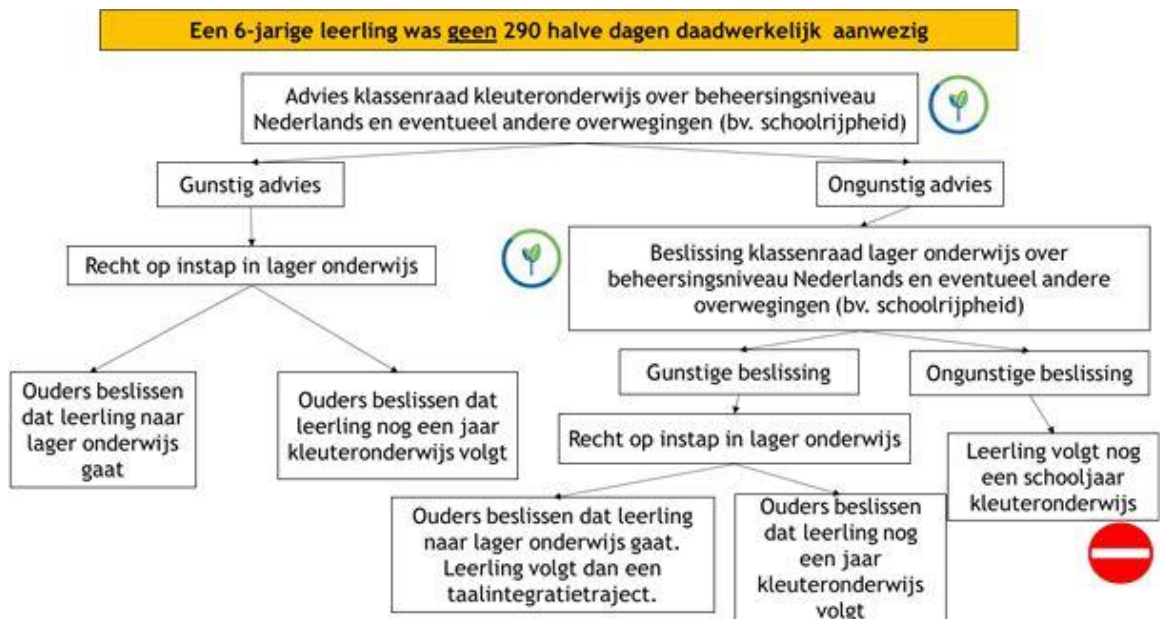 Een 6-jarige leerling was geen 290 halve dagen daadwerkelijk aanwezig
Advies klassenraad kleuteronderwijs over beheersingsniveau
Nederlands en eventueel andere overwegingen (bv. schoolrijpheid)
Gunstig advies
Ongunstig advies
Recht op instap in lager onderwijs
Beslissing klassenraad lager onderwijs over
beheersingsniveau Nederlands en eventueel andere
overwegingen (bv. schoolrijpheid)
Ouders beslissen
dat leerling naar
lager onderwijs
gaat
Ouders beslissen dat
leerling nog een jaar
kleuteronderwijs volgt
Gunstige beslissing
Ongunstige beslissing
Recht op instap in lager onderwijs
Leerling volgt nog
een schooljaar
kleuteronderwijs
Ouders beslissen dat leerling
naar lager onderwijs gaat.
Leerling volgt dan een
taalintegratietraject.
Ouders beslissen
dat leerling nog
een jaar
kleuteronderwijs
volgt